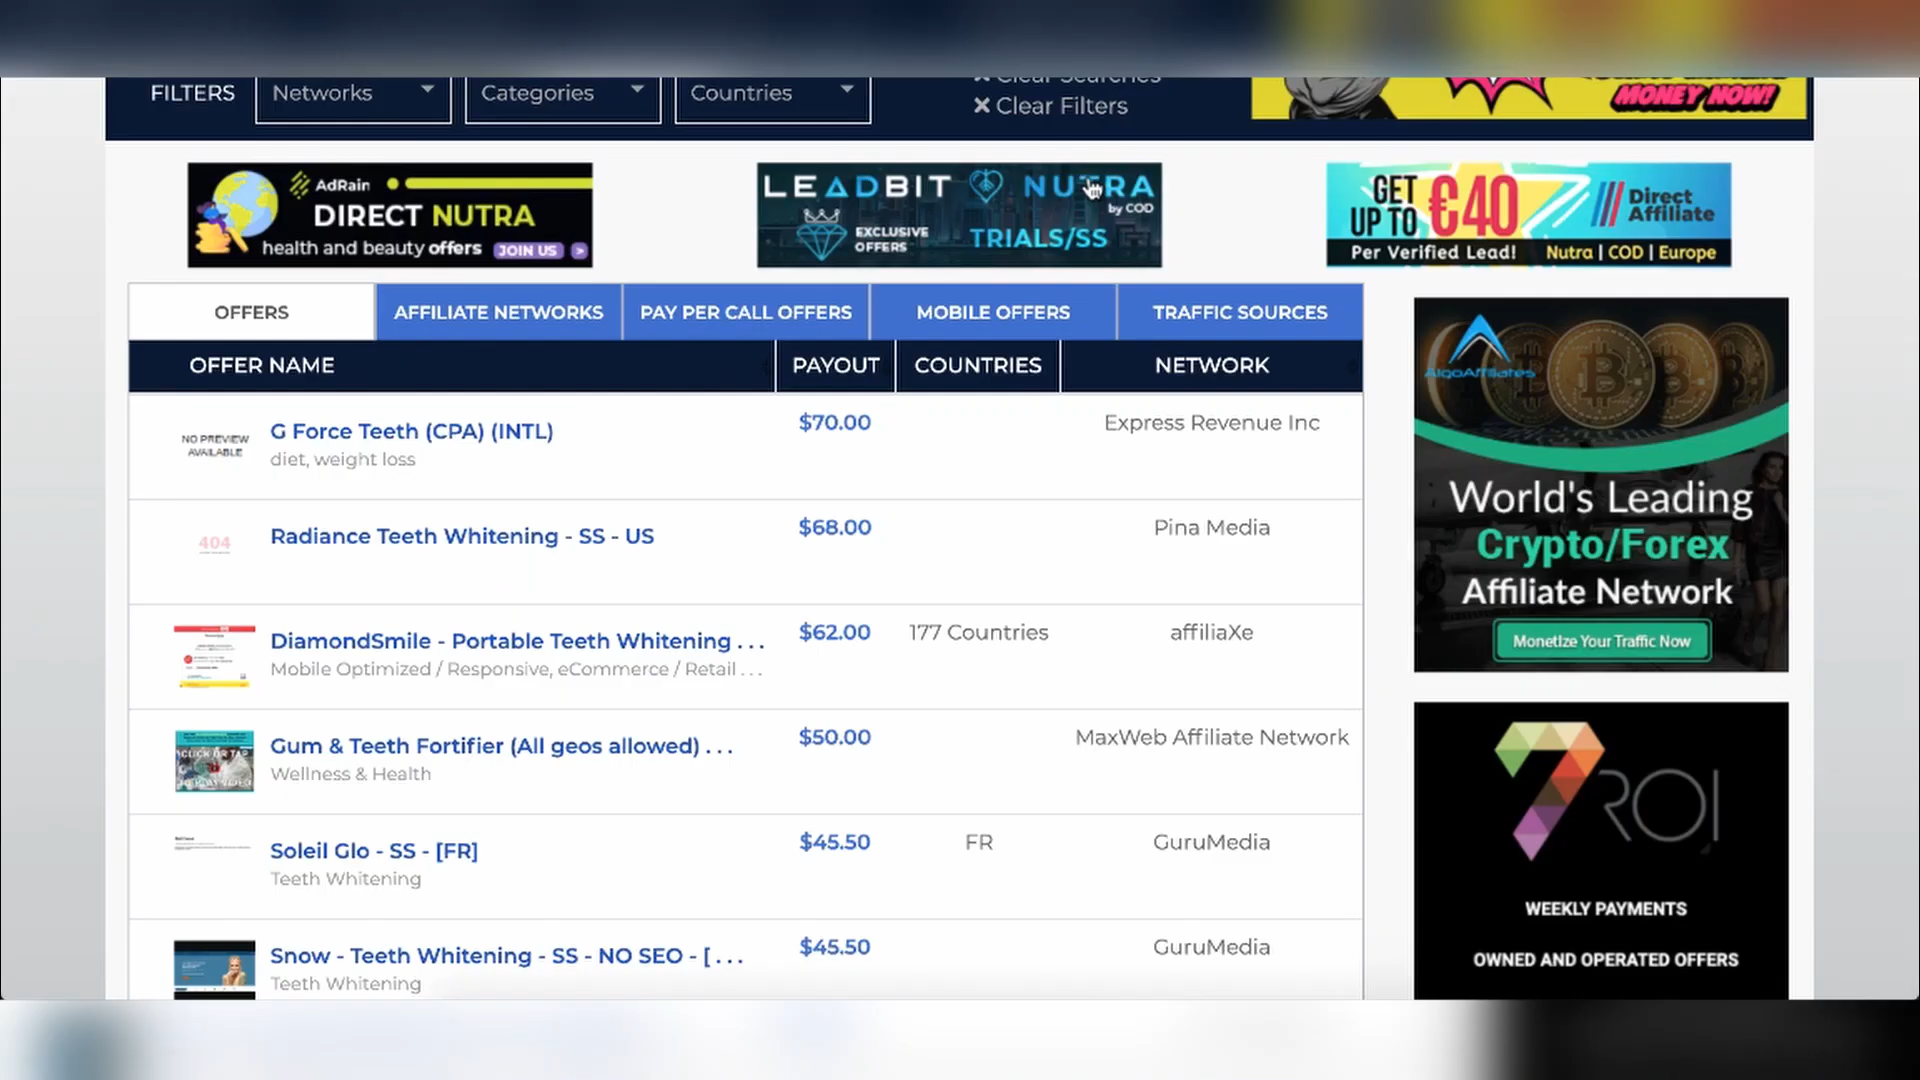 Clear Searches
FILTERS
Networks
Categories
Countries
Clear Filters
MONEY NOW!
AdRain
DIRECT NUTRA
health and beauty offers JOIN US >
LEADBIT NUTRA
by COD
EXCLUSIVE
OFFERS
TRIALS/SS
GET
UP TO €40
Direct
Affiliate
Per Verified Lead! Nutra | COD | Europe
OFFERS
AFFILIATE NETWORKS
PAY PER CALL OFFERS
MOBILE OFFERS
TRAFFIC SOURCES
OFFER NAME
PAYOUT
COUNTRIES
NETWORK
NO PREVIEW
AVAILABLE
G Force Teeth (CPA) (INTL)
diet, weight loss
$70.00
Express Revenue Inc
404
Radiance Teeth Whitening - SS - US
$68.00
Pina Media
DiamondSmile - Portable Teeth Whitening . . .
Mobile Optimized / Responsive, eCommerce / Retail . . .
$62.00
177 Countries
affiliaXe
CLICK OR TAP
Gum & Teeth Fortifier (All geos allowed) . . .
Wellness & Health
$50.00
MaxWeb Affiliate Network
Soleil Glo - SS - [FR]
Teeth Whitening
$45.50
FR
GuruMedia
Snow - Teeth Whitening - SS - NO SEO - [ . . .
Teeth Whitening
$45.50
GuruMedia
AlgoAffiliates
World's Leading
Crypto/Forex
Affiliate Network
Monetize Your Traffic Now
7ROI
WEEKLY PAYMENTS
OWNED AND OPERATED OFFERS